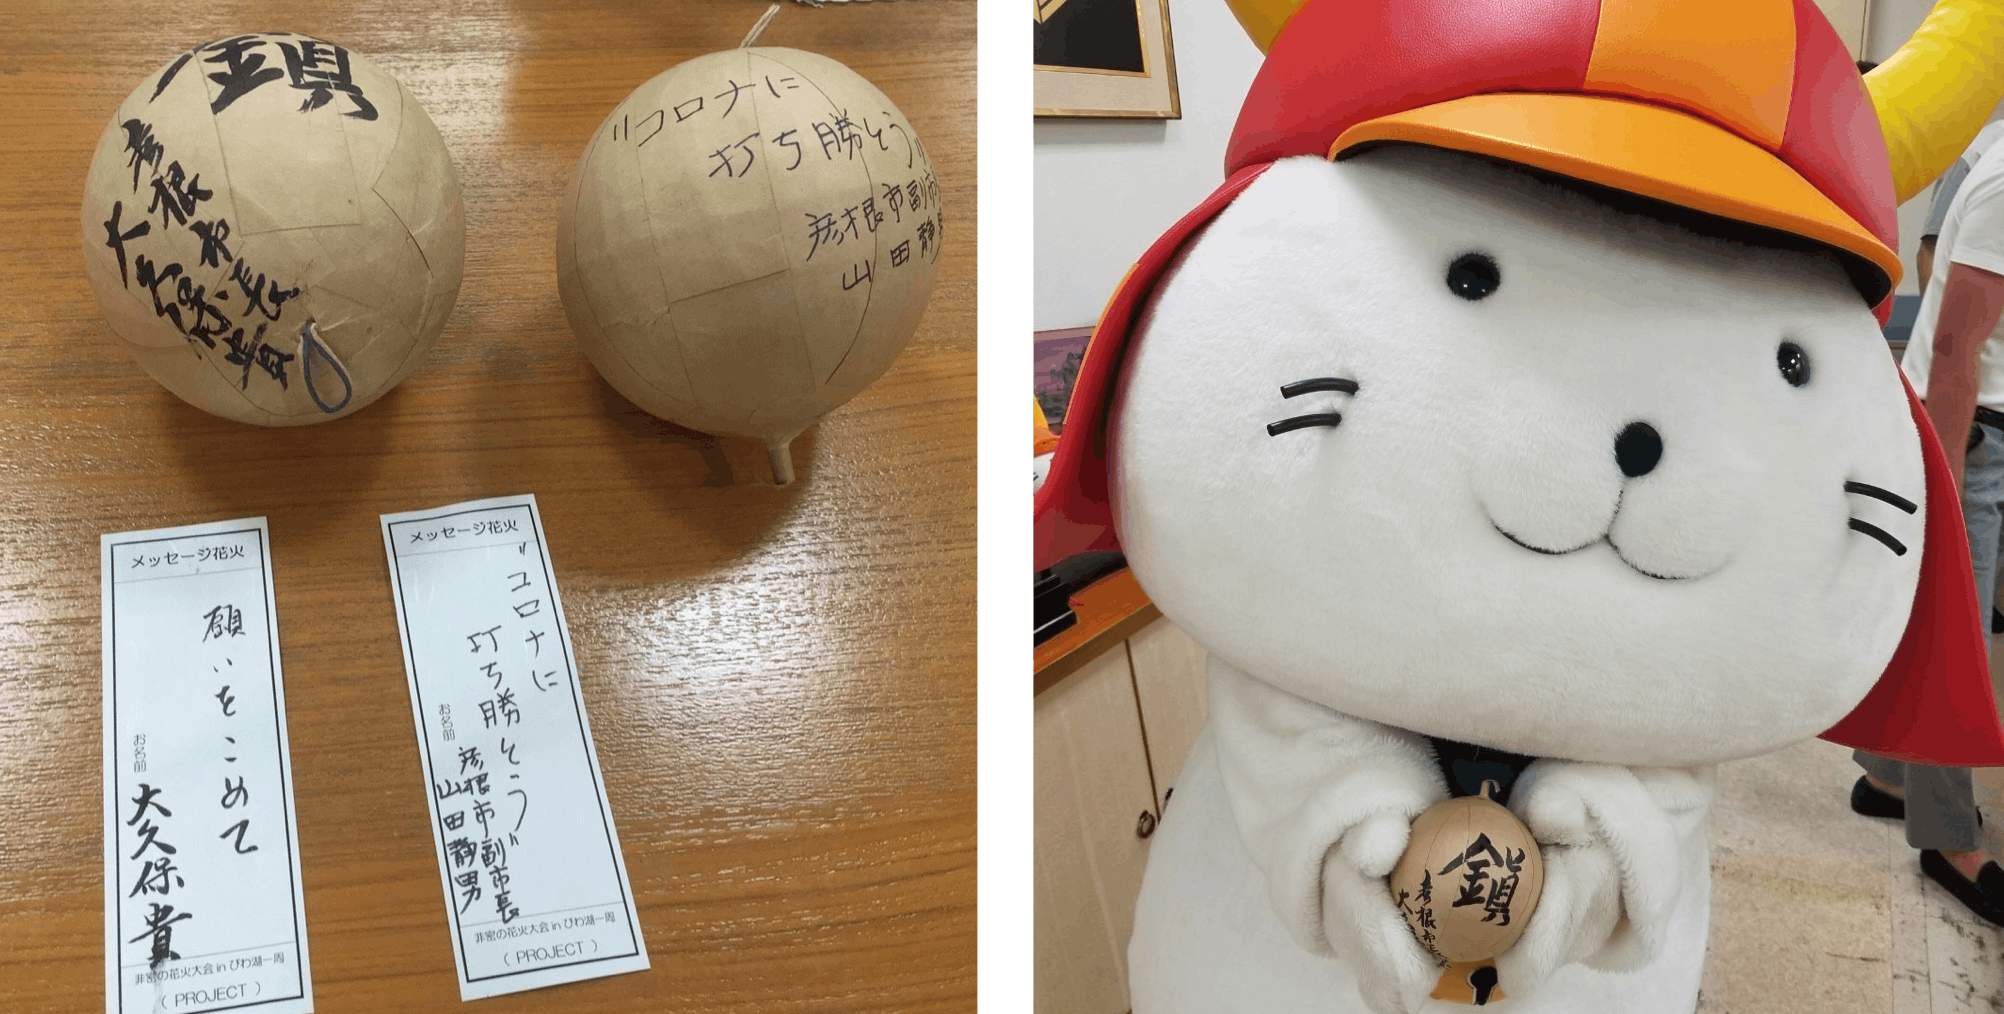 鎮
彦根市長
大久保貴
"コロナに
打ち勝とう"
彦根市副市
山田静
メッセージ花火
願いをこめて
お名前
大久保貴
非密の花火大会 in びわ湖一周
( PROJECT )
メッセージ花火
"コロナに
打ち勝とう"
お名前
彦根市副市長
山田静男
非密の花火大会 in びわ湖一周
( PROJECT )
鎮
彦根市
大